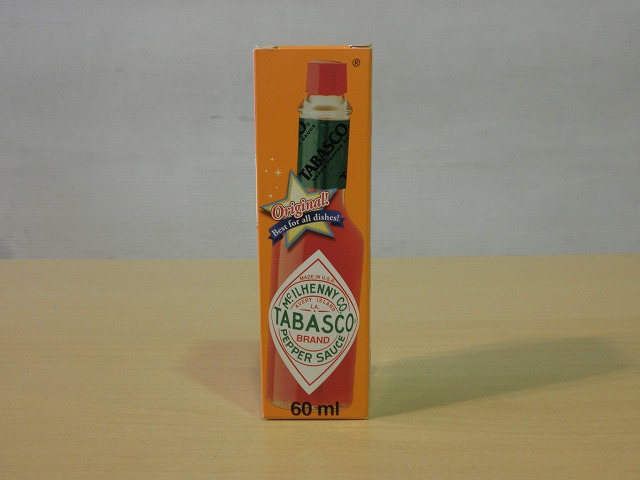 ®
TABASCO
Original!
Best for all dishes!
MADE IN U.S.A.
McILHENNY CO.
AVERY ISLAND
LA.
TABASCO
BRAND
PEPPER SAUCE
60 ml